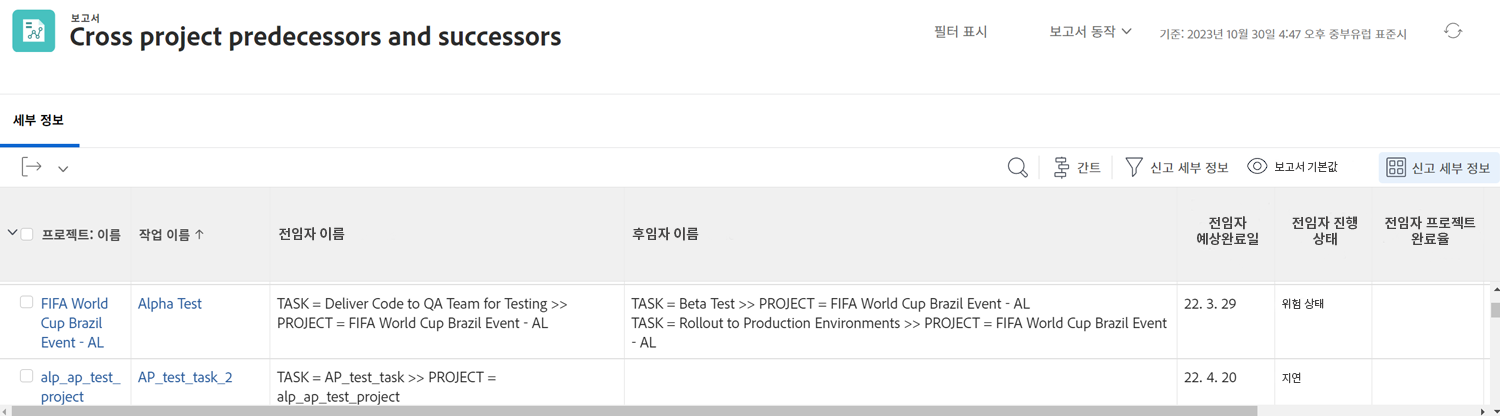 보고서
Cross project predecessors and successors
필터 표시
보고서 동작
기준: 2023년 10월 30일 4:47 오후 중부유럽 표준시
세부 정보
간트
신고 세부 정보
보고서 기본값
신고 세부 정보
프로젝트: 이름
작업 이름 ↑
전임자 이름
후임자 이름
전임자
예상완료일
전임자 진행
상태
전임자 프로젝트
완료율
FIFA World
Cup Brazil
Event - AL
Alpha Test
TASK = Deliver Code to QA Team for Testing >>
PROJECT = FIFA World Cup Brazil Event - AL
TASK = Beta Test >> PROJECT = FIFA World Cup Brazil Event - AL
TASK = Rollout to Production Environments >> PROJECT = FIFA World Cup Brazil Event
- AL
22. 3. 29
위험 상태
alp_ap_test_
project
AP_test_task_2
TASK = AP_test_task >> PROJECT =
alp_ap_test_project
22. 4. 20
지연